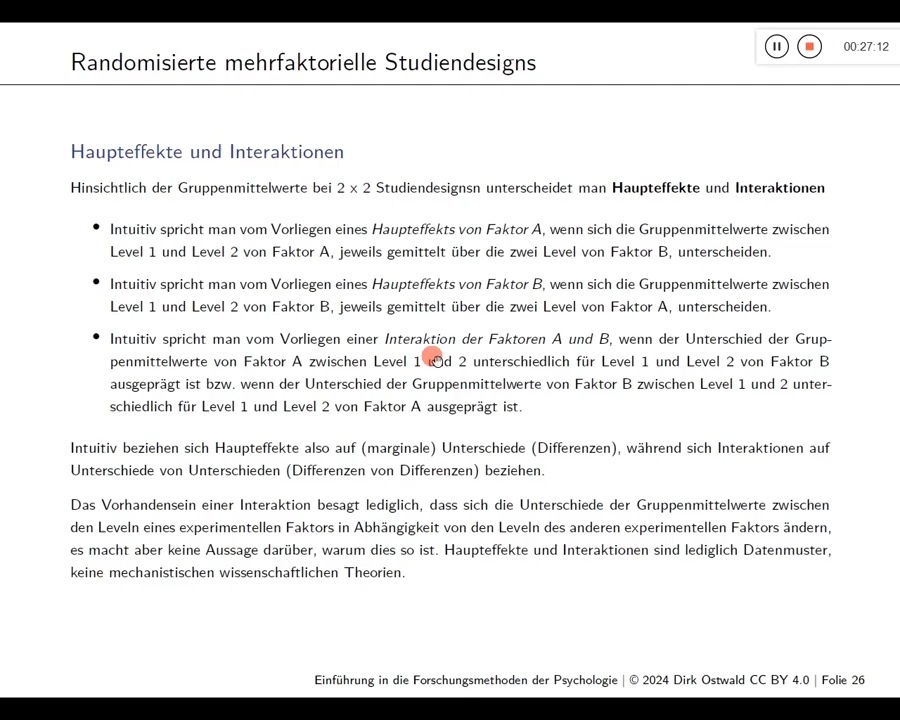 Randomisierte mehrfaktorielle Studiendesigns
00:27:12
Haupteffekte und Interaktionen
Hinsichtlich der Gruppenmittelwerte bei 2 x 2 Studiendesignsn unterscheidet man Haupteffekte und Interaktionen
• Intuitiv spricht man vom Vorliegen eines Haupteffekts von Faktor A, wenn sich die Gruppenmittelwerte zwischen
Level 1 und Level 2 von Faktor A, jeweils gemittelt über die zwei Level von Faktor B, unterscheiden.
• Intuitiv spricht man vom Vorliegen eines Haupteffekts von Faktor B, wenn sich die Gruppenmittelwerte zwischen
Level 1 und Level 2 von Faktor B, jeweils gemittelt über die zwei Level von Faktor A, unterscheiden.
• Intuitiv spricht man vom Vorliegen einer Interaktion der Faktoren A und B, wenn der Unterschied der Grup-
penmittelwerte von Faktor A zwischen Level 1 und 2 unterschiedlich für Level 1 und Level 2 von Faktor B
ausgeprägt ist bzw. wenn der Unterschied der Gruppenmittelwerte von Faktor B zwischen Level 1 und 2 unter-
schiedlich für Level 1 und Level 2 von Faktor A ausgeprägt ist.
Intuitiv beziehen sich Haupteffekte also auf (marginale) Unterschiede (Differenzen), während sich Interaktionen auf
Unterschiede von Unterschieden (Differenzen von Differenzen) beziehen.
Das Vorhandensein einer Interaktion besagt lediglich, dass sich die Unterschiede der Gruppenmittelwerte zwischen
den Leveln eines experimentellen Faktors in Abhängigkeit von den Leveln des anderen experimentellen Faktors ändern,
es macht aber keine Aussage darüber, warum dies so ist. Haupteffekte und Interaktionen sind lediglich Datenmuster,
keine mechanistischen wissenschaftlichen Theorien.
Einführung in die Forschungsmethoden der Psychologie | © 2024 Dirk Ostwald CC BY 4.0 | Folie 26